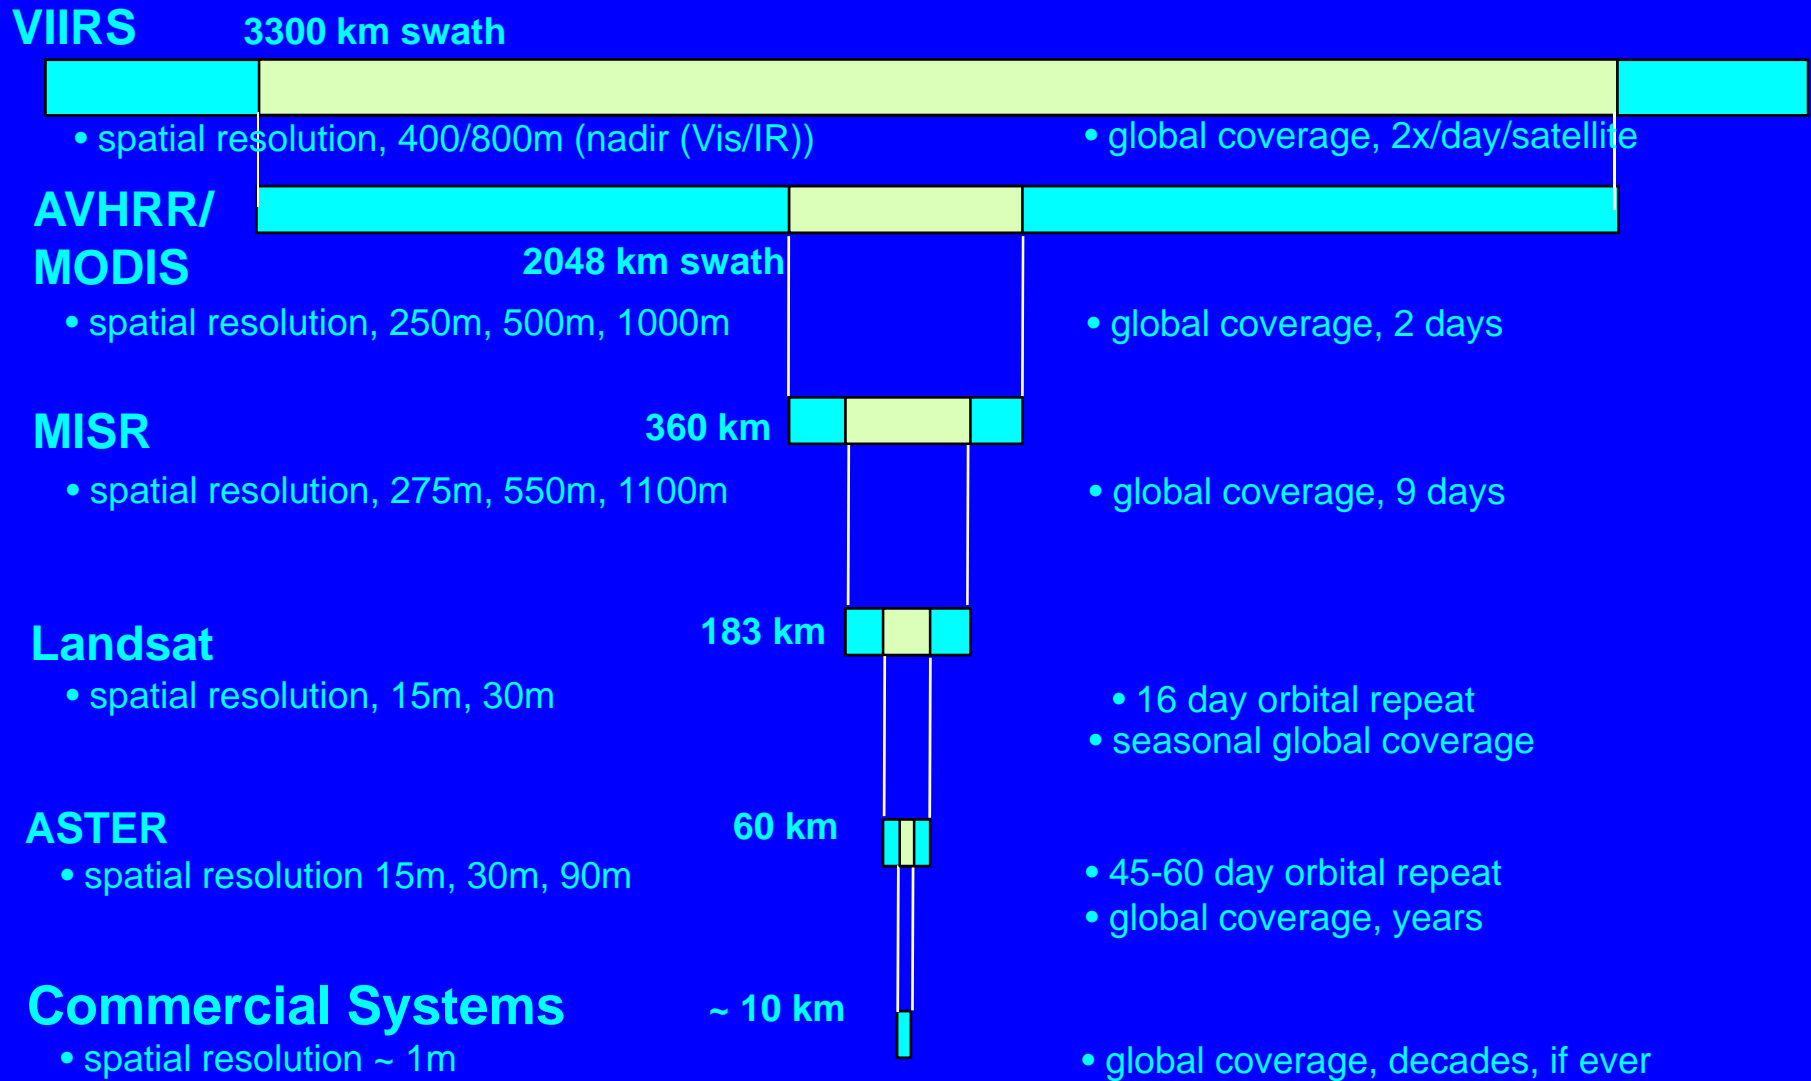 VIIRS 3300 km swath
• spatial resolution, 400/800m (nadir (Vis/IR)) • global coverage, 2x/day/satellite
AVHRR/
MODIS 2048 km swath
• spatial resolution, 250m, 500m, 1000m • global coverage, 2 days
MISR 360 km
• spatial resolution, 275m, 550m, 1100m • global coverage, 9 days
Landsat 183 km
• spatial resolution, 15m, 30m • 16 day orbital repeat
• seasonal global coverage
ASTER 60 km
• spatial resolution 15m, 30m, 90m • 45-60 day orbital repeat
• global coverage, years
Commercial Systems ~ 10 km
• spatial resolution ~ 1m • global coverage, decades, if ever